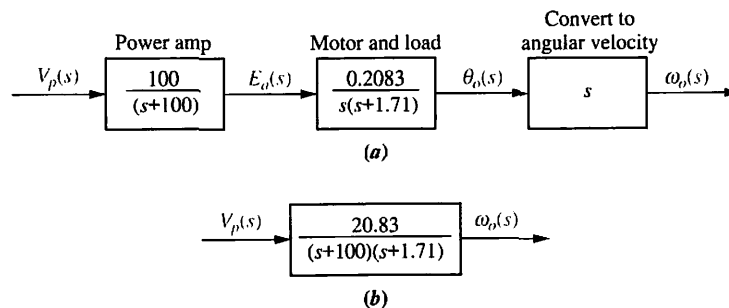 Convert to
Power amp Motor and load angular velocity
V_p(s) 100/(s+100) E_a(s) 0.2083/(s(s+1.71)) θ_o(s) s ω_o(s)
(a)
V_p(s) 20.83/((s+100)(s+1.71)) ω_o(s)
(b)